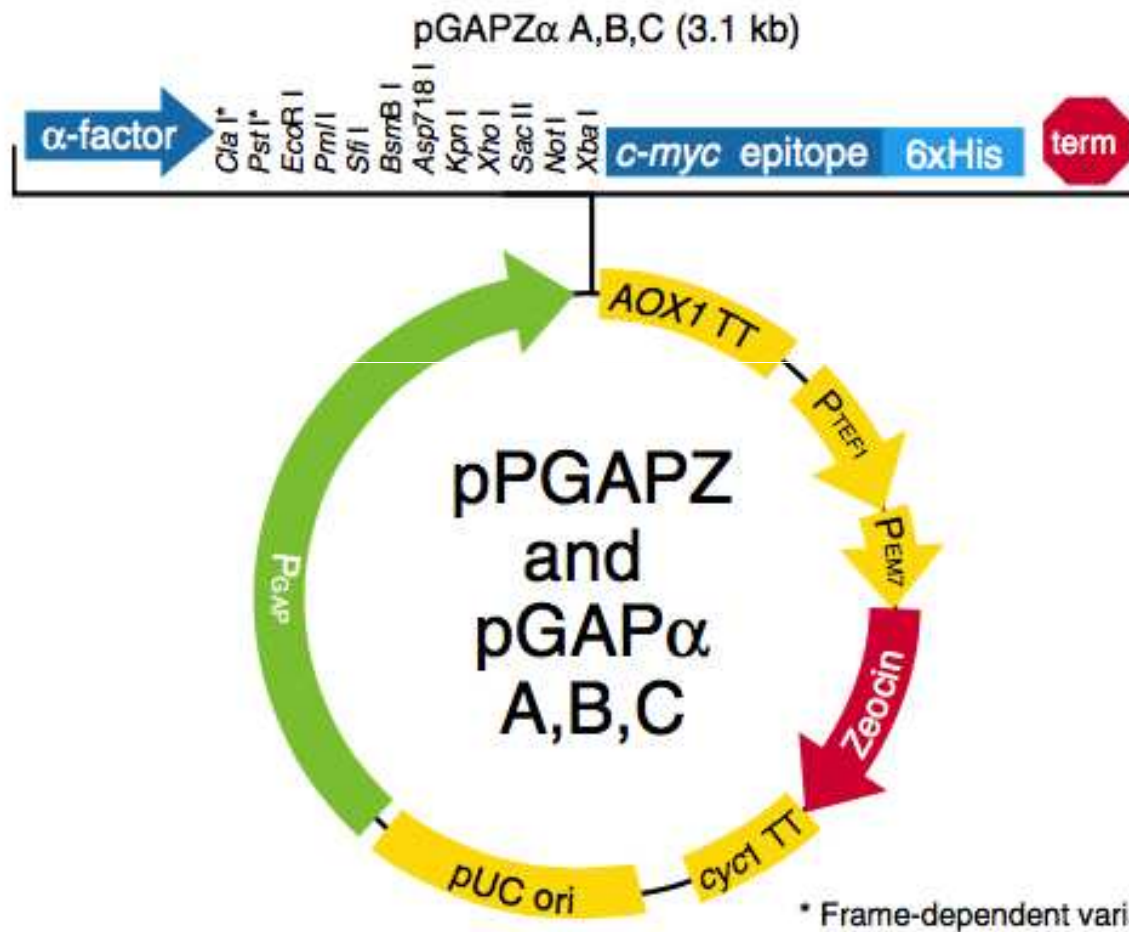 pGAPZα A,B,C (3.1 kb)
α-factor
Cla I*
Pst I*
EcoR I
Pml I
Sfi I
BsmB I
Asp718 I
Kpn I
Xho I
Sac II
Not I
Xba I
c-myc epitope
6xHis
term
AOX1 TT
PTEF1
PEM7
Zeocin
cyc1 TT
pUC ori
PGAP
pPGAPZ
and
pGAPα
A,B,C
* Frame-dependent vari